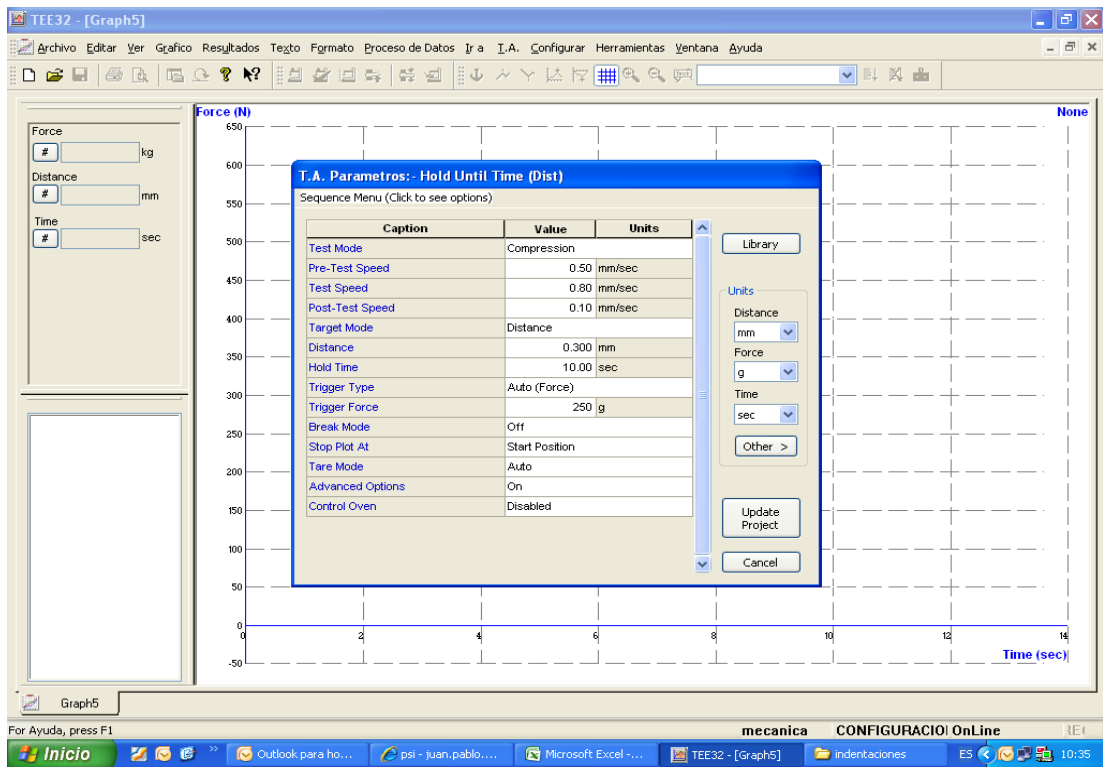 TEE32 - [Graph5]
Archivo Editar Ver Grafico Resultados Texto Formato Proceso de Datos Ir a T.A. Configurar Herramientas Ventana Ayuda
Force (N)
None
Force
# kg
Distance
# mm
Time
# sec
650
600
550
500
450
400
350
300
250
200
150
100
50
0
-50
0 2 4 6 8 10 12 14
Time (sec)
T.A. Parametros:- Hold Until Time (Dist)
Sequence Menu (Click to see options)
Caption Value Units
Test Mode Compression
Pre-Test Speed 0.50 mm/sec
Test Speed 0.80 mm/sec
Post-Test Speed 0.10 mm/sec
Target Mode Distance
Distance 0.300 mm
Hold Time 10.00 sec
Trigger Type Auto (Force)
Trigger Force 250 g
Break Mode Off
Stop Plot At Start Position
Tare Mode Auto
Advanced Options On
Control Oven Disabled
Library
Units
Distance
mm
Force
g
Time
sec
Other >
Update
Project
Cancel
Graph5
For Ayuda, press F1
mecanica CONFIGURACIO OnLine
Inicio Outlook para ho... psi - juan.pablo.... Microsoft Excel -... TEE32 - [Graph5] indentaciones ES 10:35